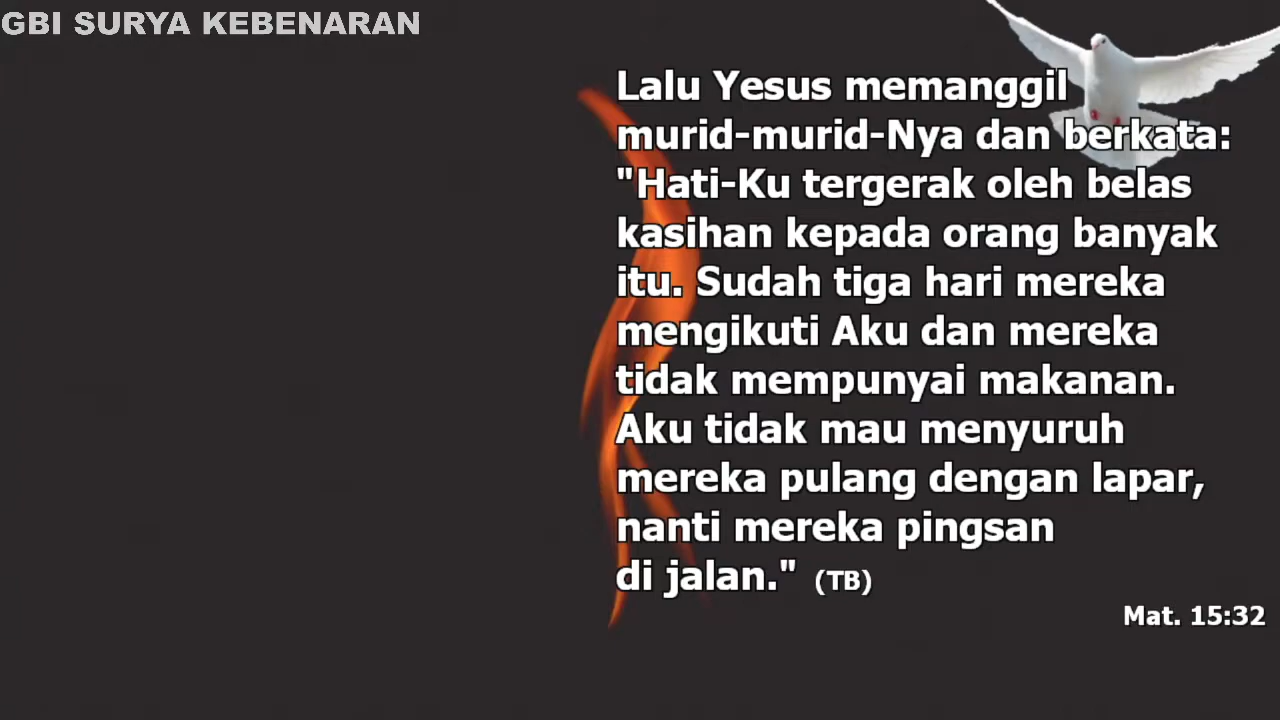 GBI SURYA KEBENARAN
Lalu Yesus memanggil
murid-murid-Nya dan berkata:
"Hati-Ku tergerak oleh belas
kasihan kepada orang banyak
itu. Sudah tiga hari mereka
mengikuti Aku dan mereka
tidak mempunyai makanan.
Aku tidak mau menyuruh
mereka pulang dengan lapar,
nanti mereka pingsan
di jalan." (TB)
Mat. 15:32